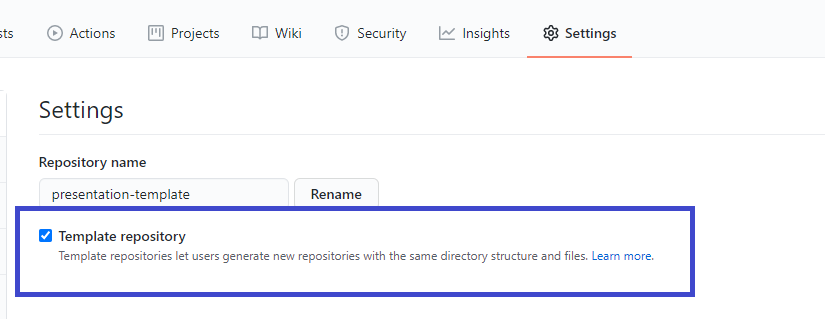 sts Actions Projects Wiki Security Insights Settings
Settings
Repository name
presentation-template Rename
Template repository
Template repositories let users generate new repositories with the same directory structure and files. Learn more.